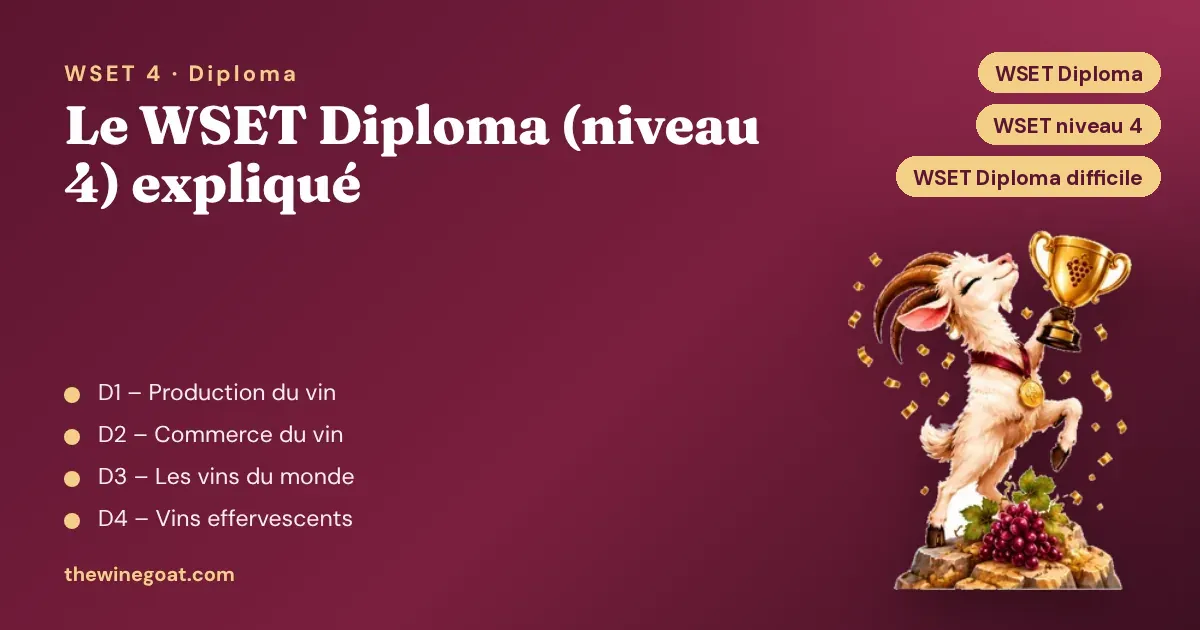 WSET 4 · Diploma
Le WSET Diploma (niveau
4) expliqué
WSET Diploma
WSET niveau 4
WSET Diploma difficile
D1 – Production du vin
D2 – Commerce du vin
D3 – Les vins du monde
D4 – Vins effervescents
thewinegoat.com